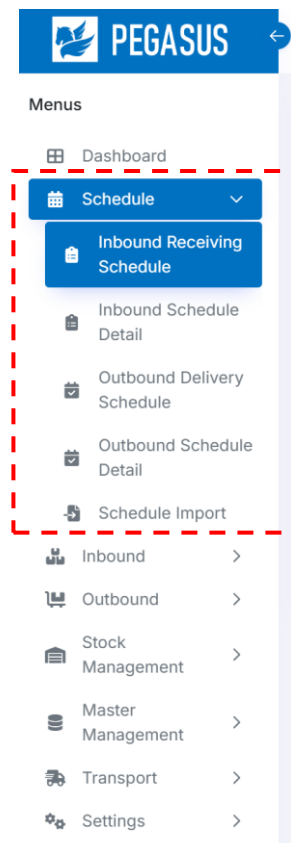 PEGASUS
Menus
Dashboard
Schedule
Inbound Receiving
Schedule
Inbound Schedule
Detail
Outbound Delivery
Schedule
Outbound Schedule
Detail
Schedule Import
Inbound
Outbound
Stock
Management
Master
Management
Transport
Settings